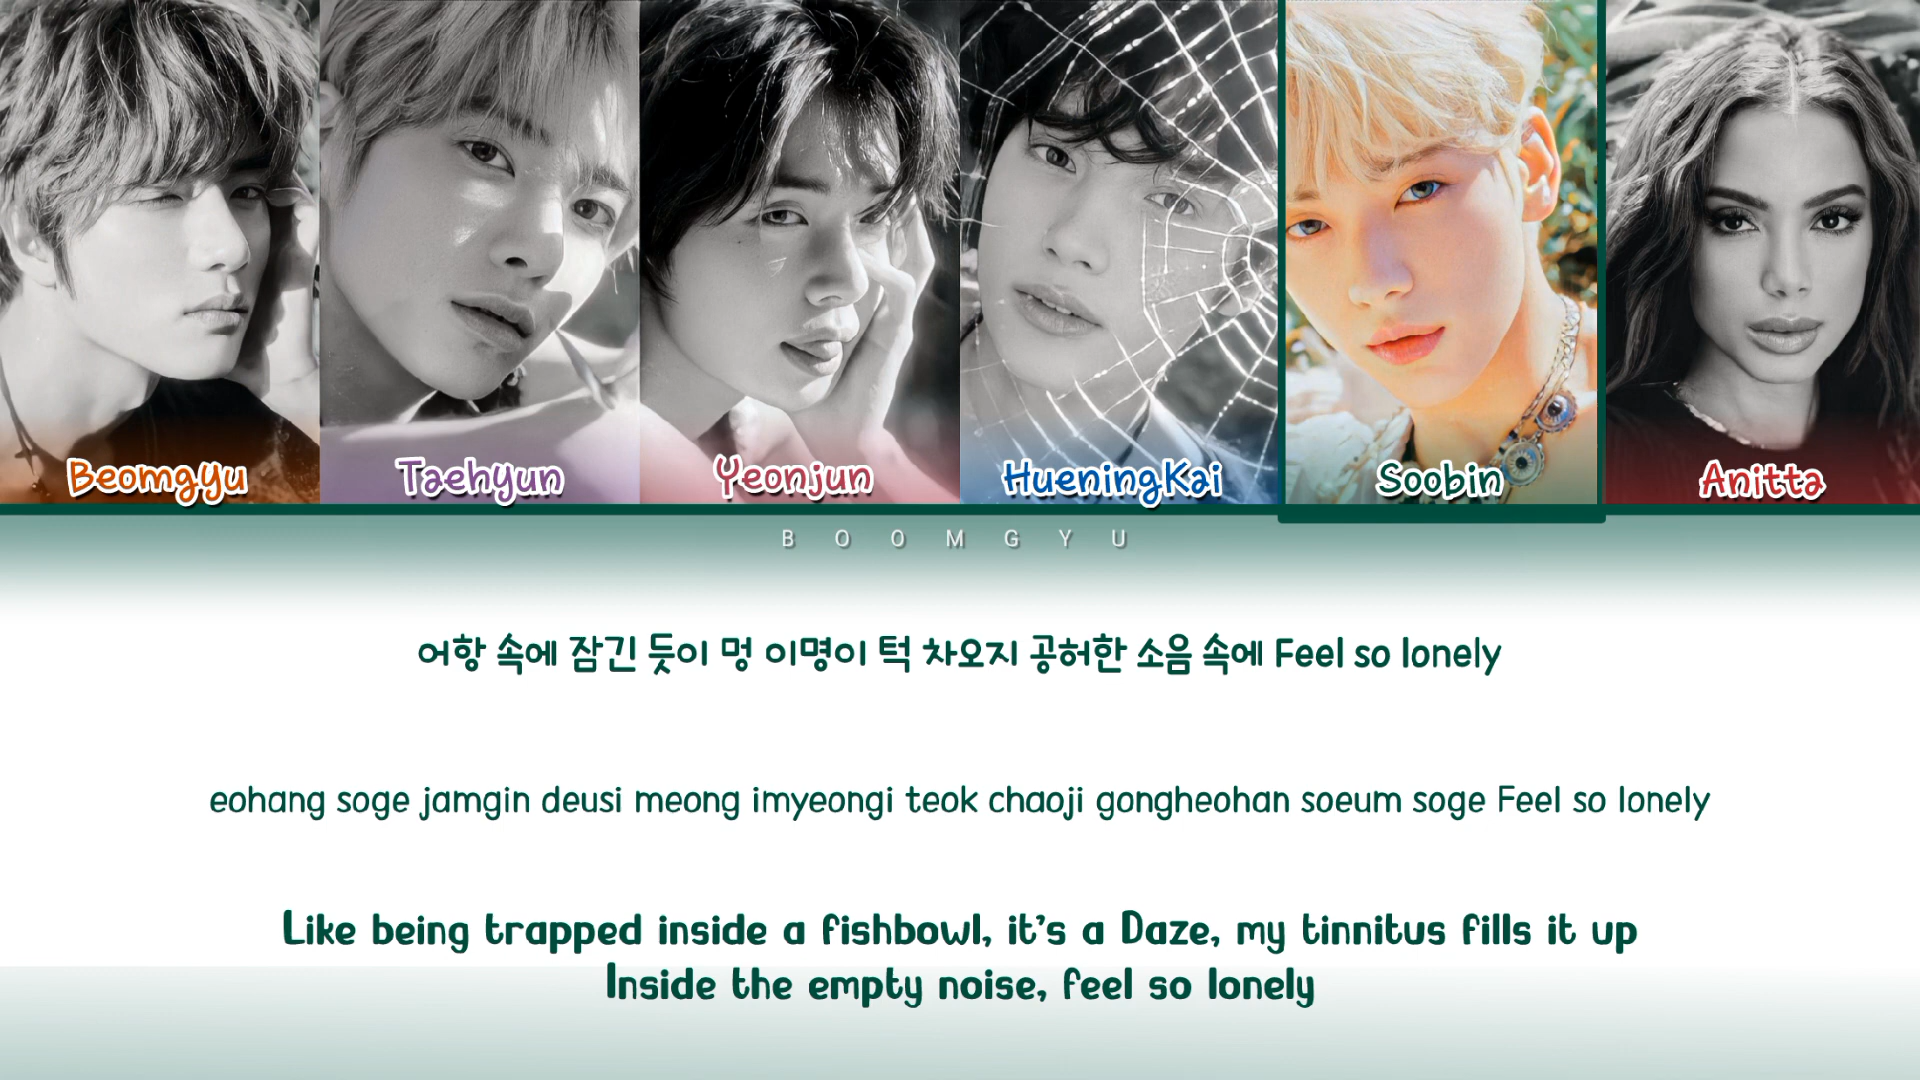 Beomgyu
Taehyun
Yeonjun
HueningKai
Soobin
Anitta
BOOMGYU
어항 속에 잠긴 듯이 멍 이명이 턱 차오지 공허한 소음 속에 Feel so lonely
eohang soge jamgin deusi meong imyeongi teok chaoji gongheohan soeum soge Feel so lonely
Like being trapped inside a fishbowl, it's a Daze, my tinnitus fills it up
Inside the empty noise, feel so lonely